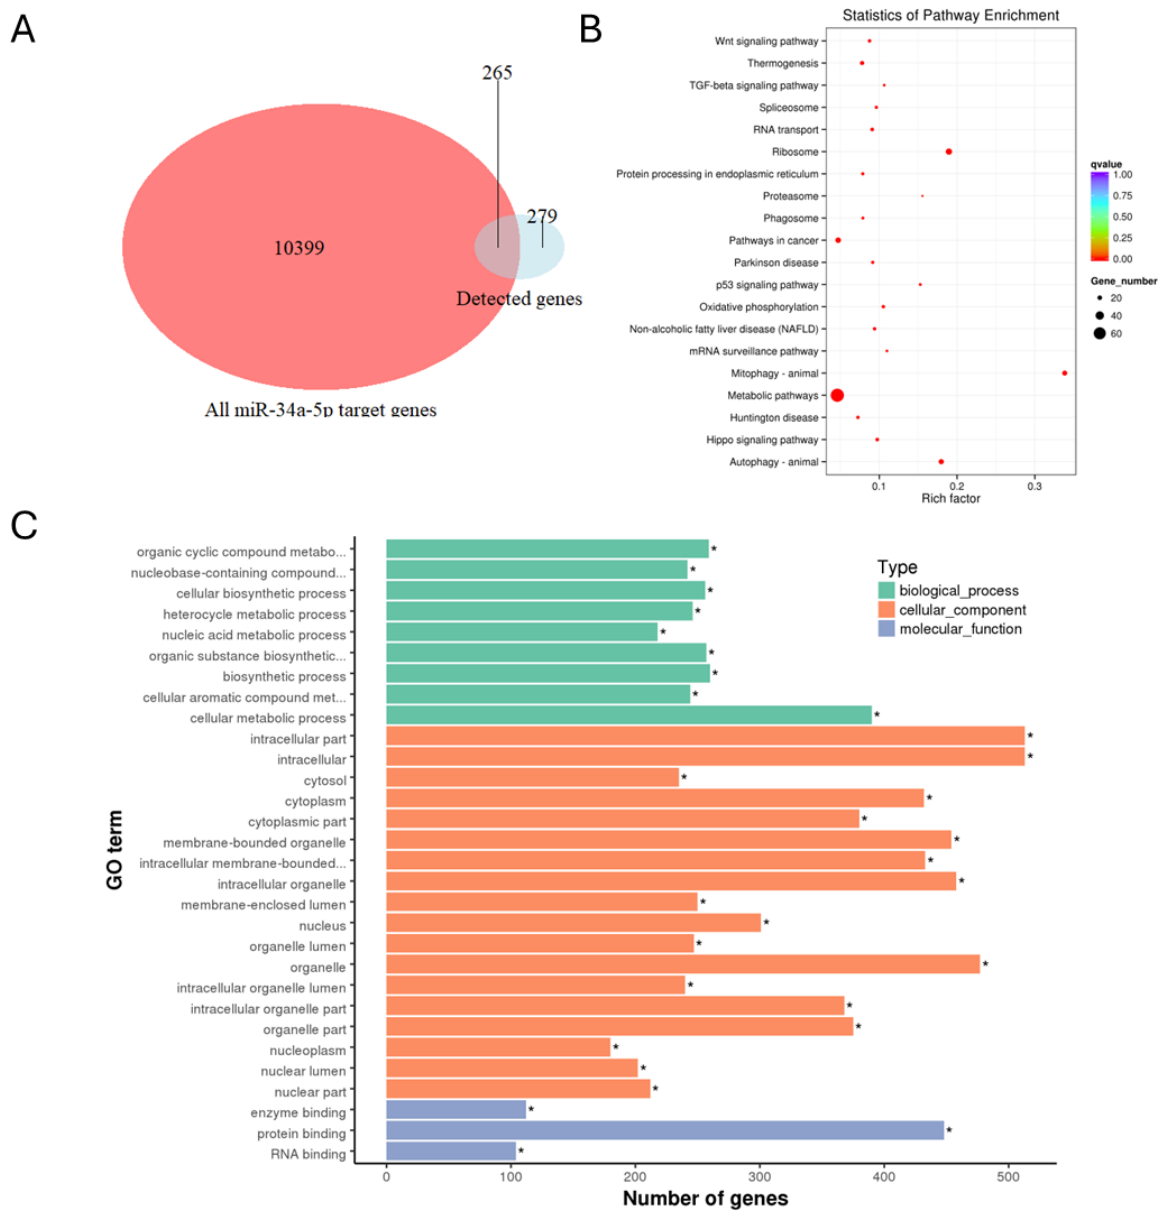 A
265
279
10399
Detected genes
All miR-34a-5p target genes
B
Statistics of Pathway Enrichment
Wnt signaling pathway
Thermogenesis
TGF-beta signaling pathway
Spliceosome
RNA transport
Ribosome
Protein processing in endoplasmic reticulum
Proteasome
Phagosome
Pathways in cancer
Parkinson disease
p53 signaling pathway
Oxidative phosphorylation
Non-alcoholic fatty liver disease (NAFLD)
mRNA surveillance pathway
Mitophagy - animal
Metabolic pathways
Huntington disease
Hippo signaling pathway
Autophagy - animal
0.1 0.2 0.3
Rich factor
qvalue
1.00
0.75
0.50
0.25
0.00
Gene_number
20
40
60
C
GO term
organic cyclic compound metabo... *
nucleobase-containing compound... *
cellular biosynthetic process *
heterocycle metabolic process *
nucleic acid metabolic process *
organic substance biosynthetic... *
biosynthetic process *
cellular aromatic compound met... *
cellular metabolic process *
intracellular part *
intracellular *
cytosol *
cytoplasm *
cytoplasmic part *
membrane-bounded organelle *
intracellular membrane-bounded... *
intracellular organelle *
membrane-enclosed lumen *
nucleus *
organelle lumen *
organelle *
intracellular organelle lumen *
intracellular organelle part *
organelle part *
nucleoplasm *
nuclear lumen *
nuclear part *
enzyme binding *
protein binding *
RNA binding *
0 100 200 300 400 500
Number of genes
Type
biological_process
cellular_component
molecular_function